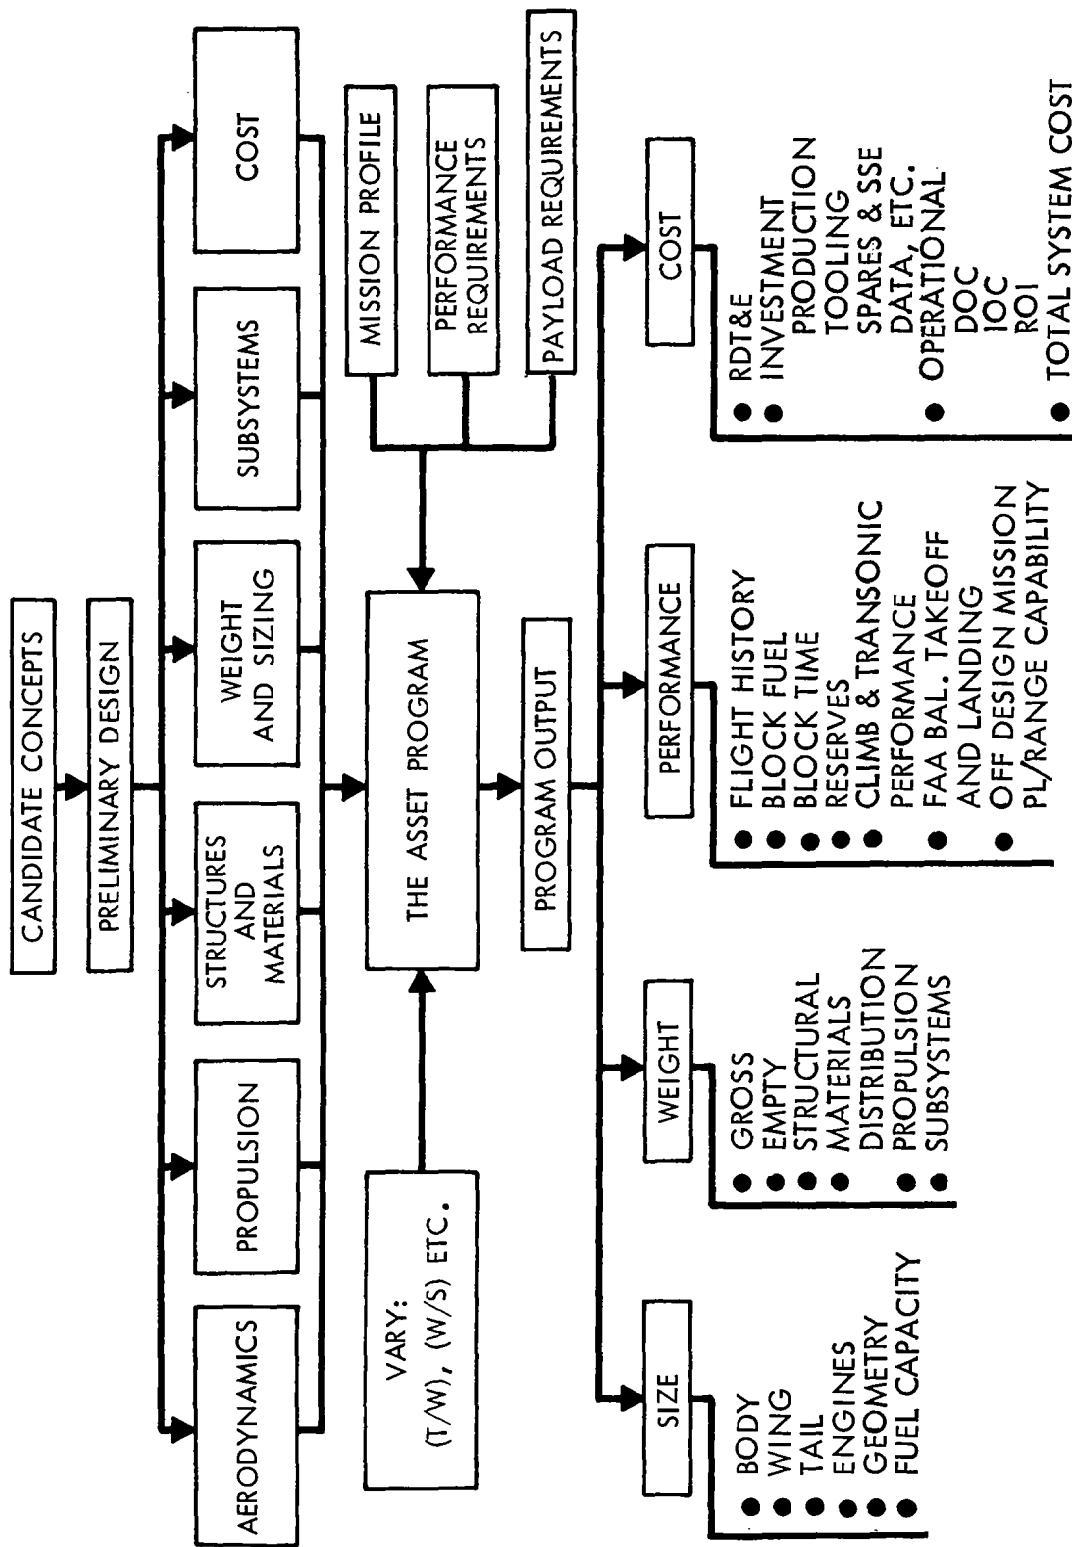 CANDIDATE CONCEPTS
PRELIMINARY DESIGN
AERODYNAMICS
PROPULSION
STRUCTURES
AND
MATERIALS
WEIGHT
AND SIZING
SUBSYSTEMS
COST
VARY:
(T/W), (W/S) ETC.
THE ASSET PROGRAM
MISSION PROFILE
PERFORMANCE
REQUIREMENTS
PAYLOAD REQUIREMENTS
PROGRAM OUTPUT
SIZE
● BODY
● WING
● TAIL
● ENGINES
● GEOMETRY
● FUEL CAPACITY
WEIGHT
● GROSS
● EMPTY
● STRUCTURAL
● MATERIALS
DISTRIBUTION
● PROPULSION
● SUBSYSTEMS
PERFORMANCE
● FLIGHT HISTORY
● BLOCK FUEL
● BLOCK TIME
● RESERVES
● CLIMB & TRANSONIC
PERFORMANCE
● FAA BAL. TAKEOFF
AND LANDING
● OFF DESIGN MISSION
PL/RANGE CAPABILITY
COST
● RDT&E
● INVESTMENT
PRODUCTION
TOOLING
SPARES & SSE
DATA, ETC.
● OPERATIONAL
DOC
IOC
ROI
● TOTAL SYSTEM COST